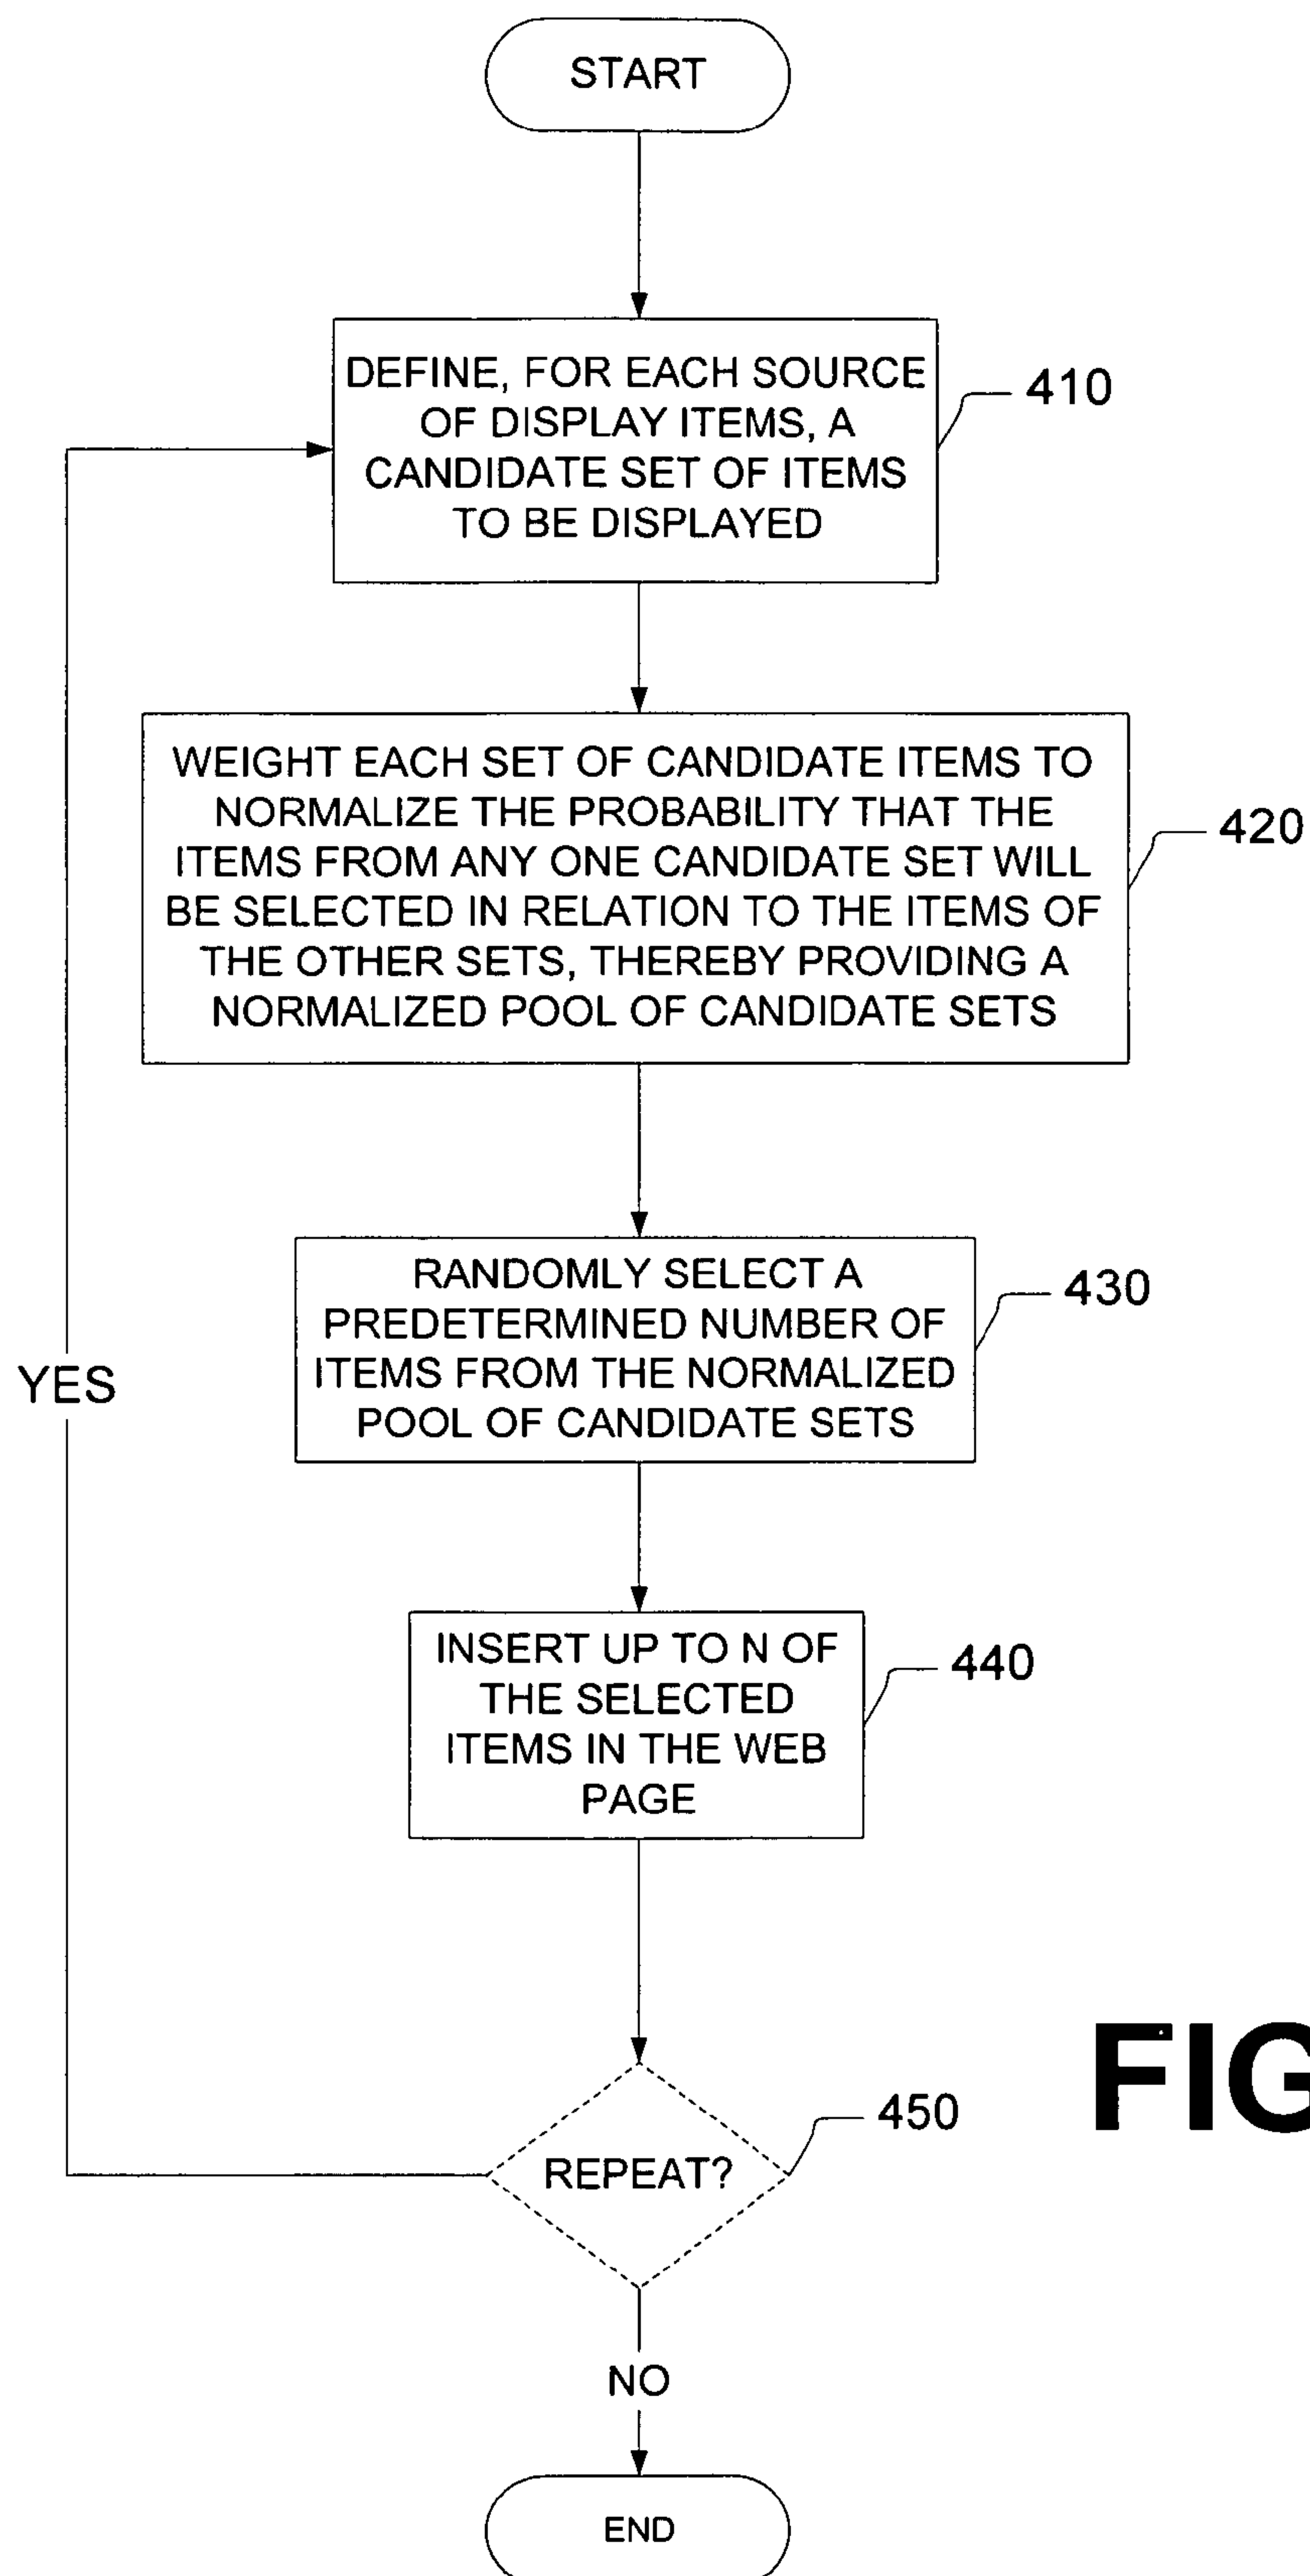 START
DEFINE, FOR EACH SOURCE
OF DISPLAY ITEMS, A
CANDIDATE SET OF ITEMS
TO BE DISPLAYED
410
WEIGHT EACH SET OF CANDIDATE ITEMS TO
NORMALIZE THE PROBABILITY THAT THE
ITEMS FROM ANY ONE CANDIDATE SET WILL
BE SELECTED IN RELATION TO THE ITEMS OF
THE OTHER SETS, THEREBY PROVIDING A
NORMALIZED POOL OF CANDIDATE SETS
420
RANDOMLY SELECT A
PREDETERMINED NUMBER OF
ITEMS FROM THE NORMALIZED
POOL OF CANDIDATE SETS
430
YES
INSERT UP TO N OF
THE SELECTED
ITEMS IN THE WEB
PAGE
440
FIG
REPEAT?
450
NO
END